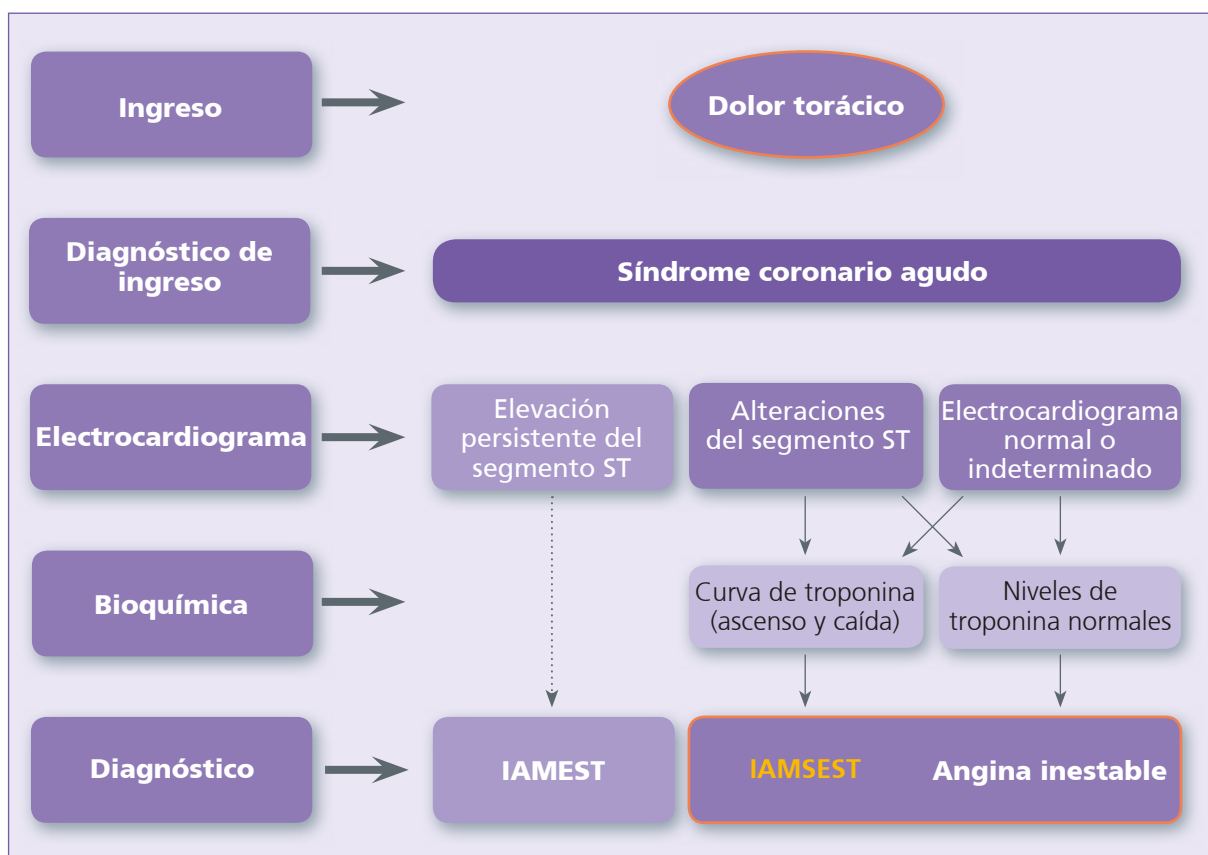 Ingreso
Dolor torácico
Diagnóstico de
ingreso
Síndrome coronario agudo
Electrocardiograma
Elevación
persistente del
segmento ST
Alteraciones
del segmento ST
Electrocardiograma
normal o
indeterminado
Bioquímica
Curva de troponina
(ascenso y caída)
Niveles de
troponina normales
Diagnóstico
IAMEST
IAMSEST
Angina inestable